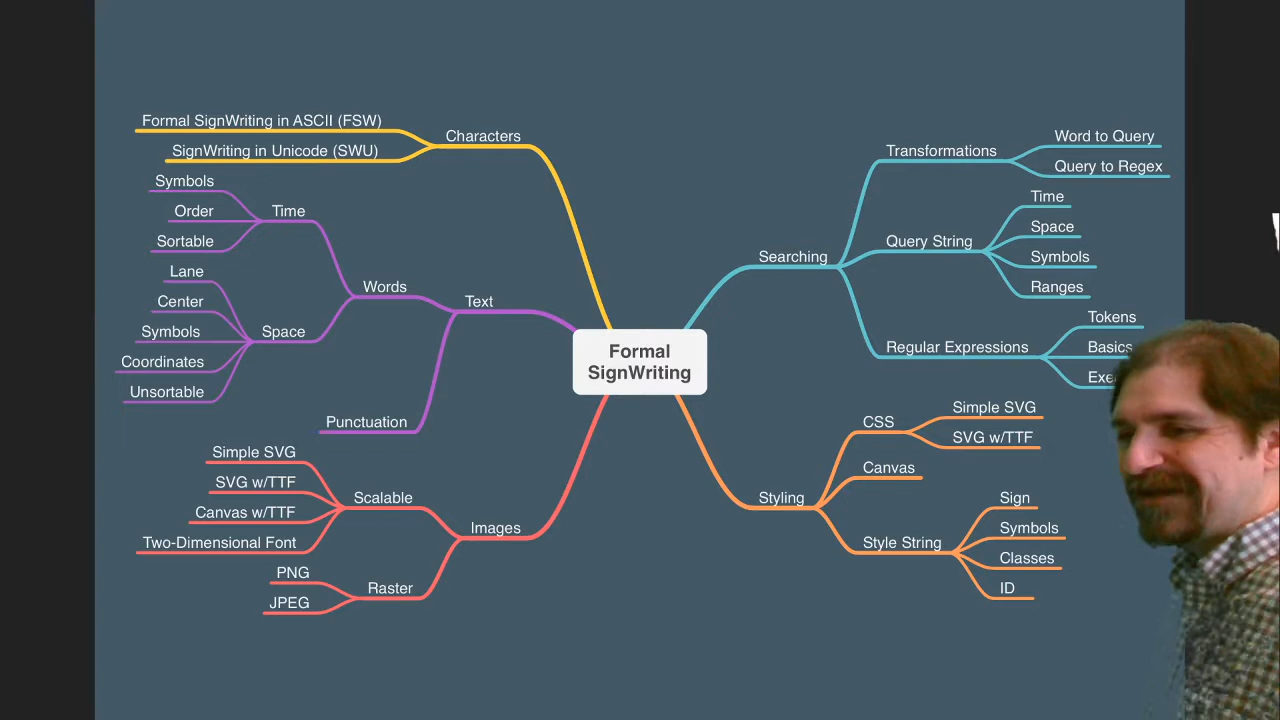 Formal SignWriting in ASCII (FSW)
SignWriting in Unicode (SWU)
Characters
Symbols
Order
Sortable
Time
Lane
Center
Symbols
Coordinates
Unsortable
Space
Words
Punctuation
Text
Simple SVG
SVG w/TTF
Canvas w/TTF
Two-Dimensional Font
Scalable
PNG
JPEG
Raster
Images
Formal
SignWriting
Searching
Transformations
Word to Query
Query to Regex
Query String
Time
Space
Symbols
Ranges
Regular Expressions
Tokens
Basics
Styling
CSS
Simple SVG
SVG w/TTF
Canvas
Style String
Sign
Symbols
Classes
ID